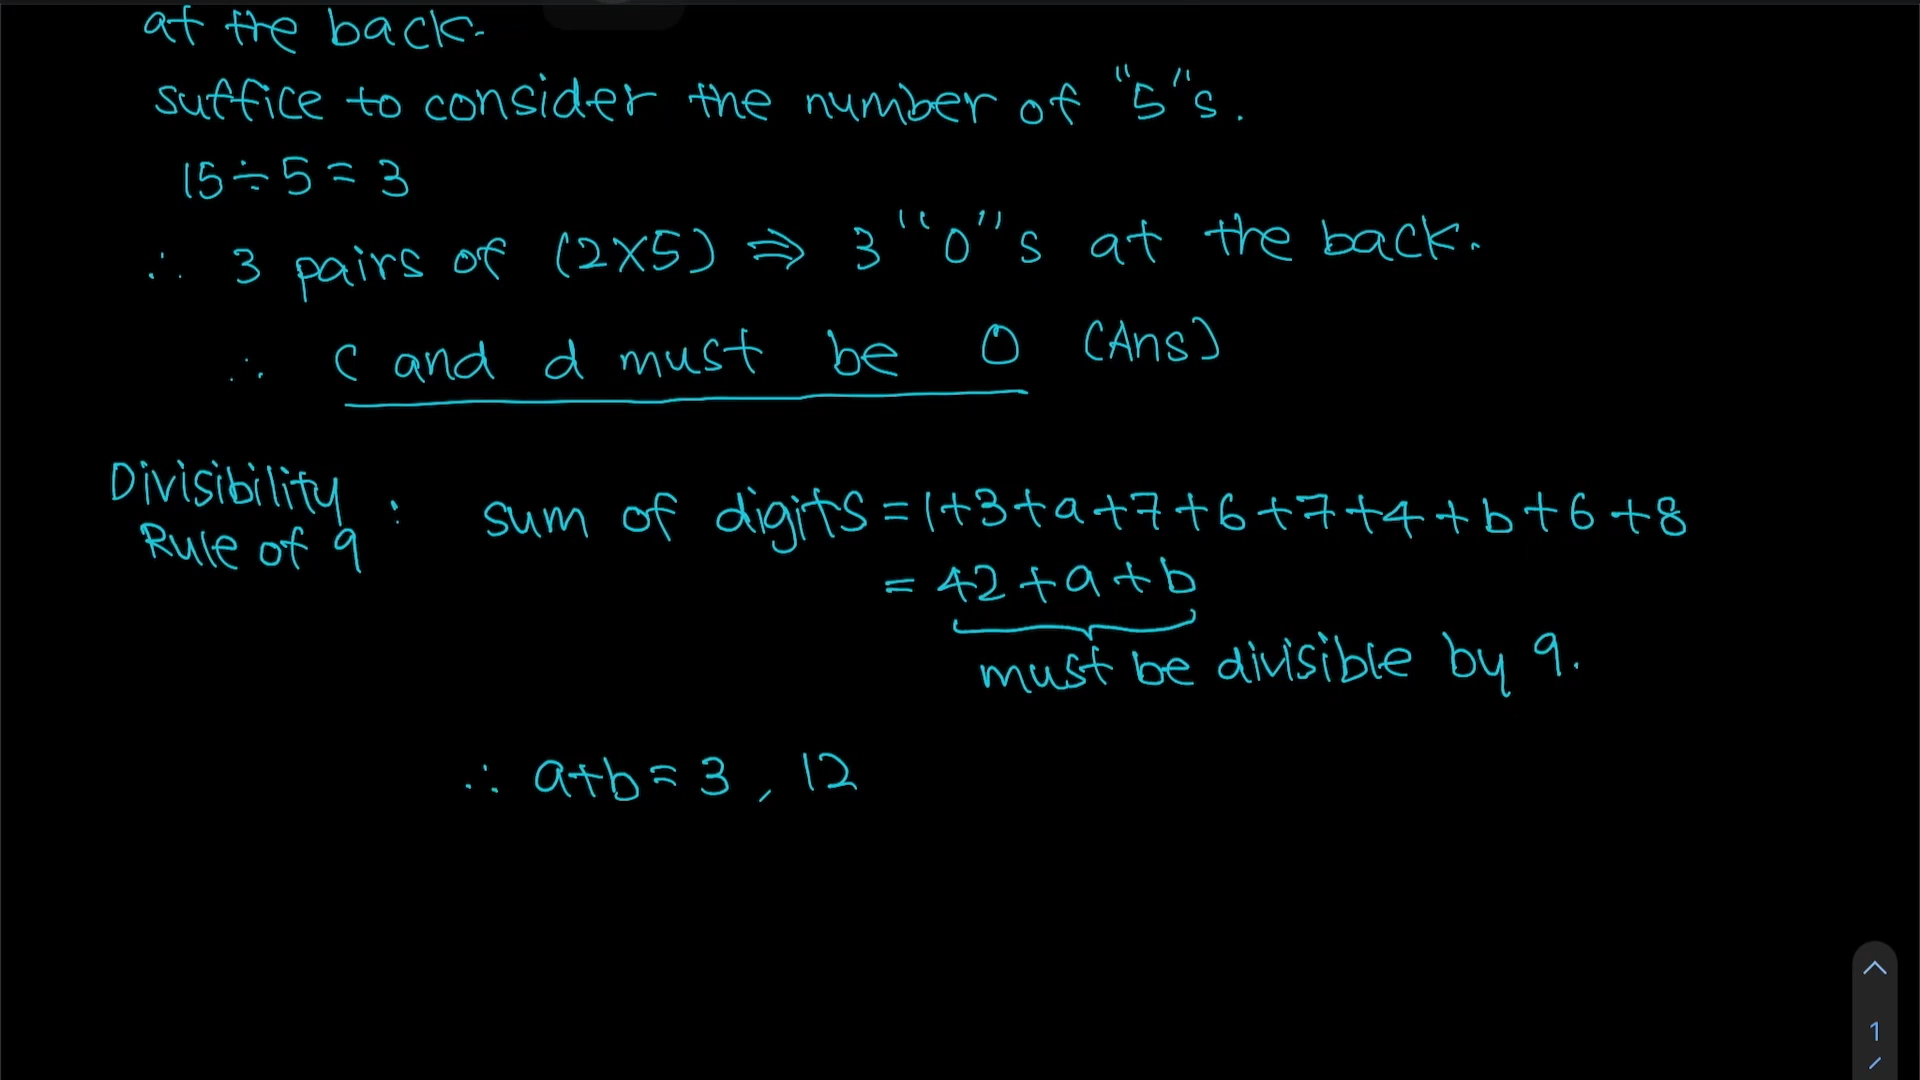 at the back.
suffice to consider the number of "5"s.
15÷5=3
∴ 3 pairs of (2×5) ⇒ 3 "0"s at the back.
∴ c and d must be 0 (Ans)
Divisibility
Rule of 9 : sum of digits = 1+3+a+7+6+7+4+b+6+8
= 42+a+b
must be divisible by 9.
∴ a+b=3, 12
1